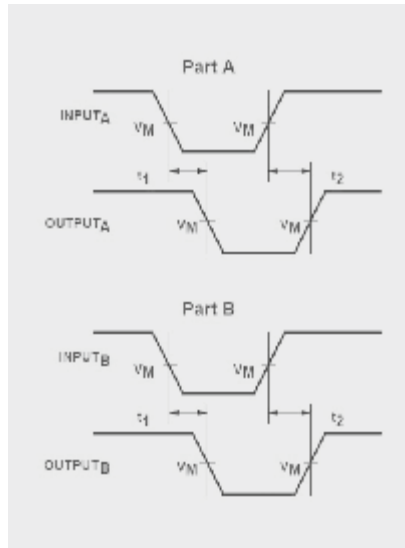 Part A
INPUTA
VM VM
t1 t2
OUTPUTA
VM VM
Part B
INPUTB
VM VM
t1 t2
OUTPUTB
VM VM